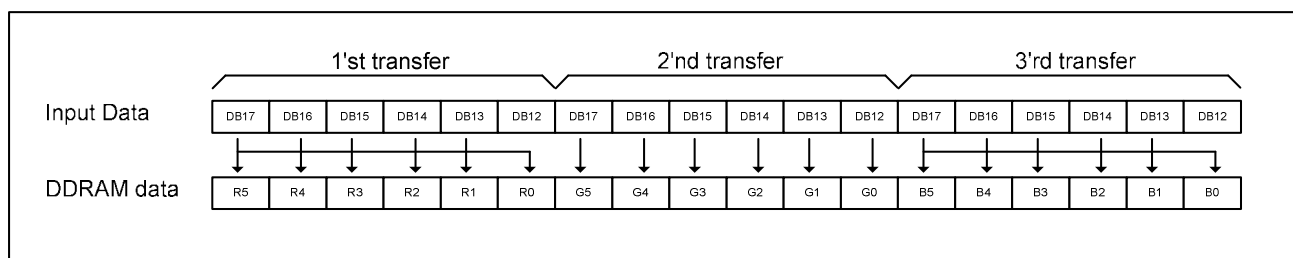 1'st transfer 2'nd transfer 3'rd transfer
Input Data DB17 DB16 DB15 DB14 DB13 DB12 DB17 DB16 DB15 DB14 DB13 DB12 DB17 DB16 DB15 DB14 DB13 DB12
DDRAM data R5 R4 R3 R2 R1 R0 G5 G4 G3 G2 G1 G0 B5 B4 B3 B2 B1 B0